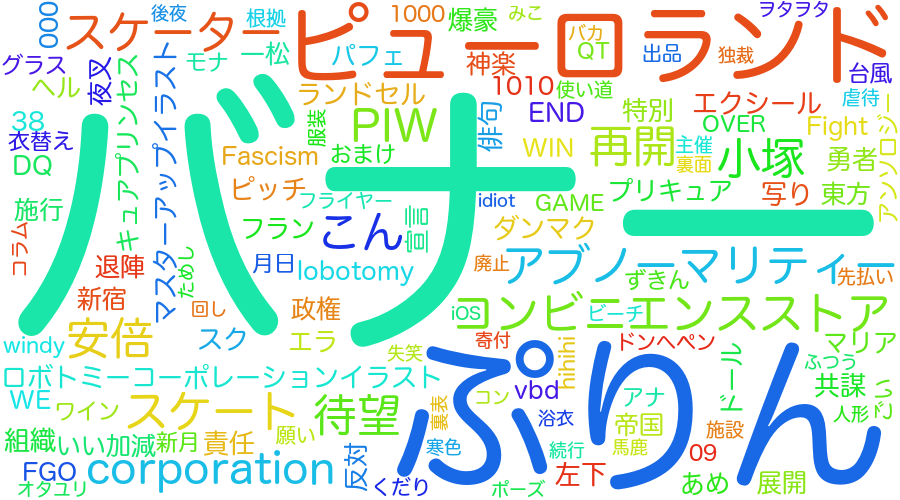 000
後夜
根拠
1000
爆豪
みこ
ヲタヲタ
スケーター
ピューロランド
バカ
QT
出品
独裁
グラス
夜叉
モナ
一松
パフェ
神楽
台風
ヘル
キュアプリンセス
マスターアップイラスト
ランドセル
1010
使い道
エクシール
虐待
38
衣替え
服装
PIW
俳句
END
特別
OVER
Fight
アンソロジー
DQ
Fascism
おまけ
WIN
再開
主催
裏面
小塚
勇者
バナー
施行
ピッチ
フライヤー
idiot
GAME
プリキュア
写り
東方
コラム
フラン
こん
宣言
ダンマク
退陣
ためし
月日
lobotomy
アブノーマリティー
廃止
ずきん
先払い
新宿
回し
政権
コンビニエンスストア
iOS
ビーチ
windy
安倍
スク
エラ
失笑
寄付
hihihi
ドンヘペン
マリア
ロボトミーコーポレーションイラスト
ぷりん
ドール
ふつう
WE
ワイン
スケート
待望
裏表
コン
vbd
浴衣
アナ
帝国
共謀
人形
組織
いい加減
新月
責任
願い
寒色
続行
馬鹿
施設
FGO
corporation
反対
左下
09
オタユリ
くだり
ポーズ
あめ
展開